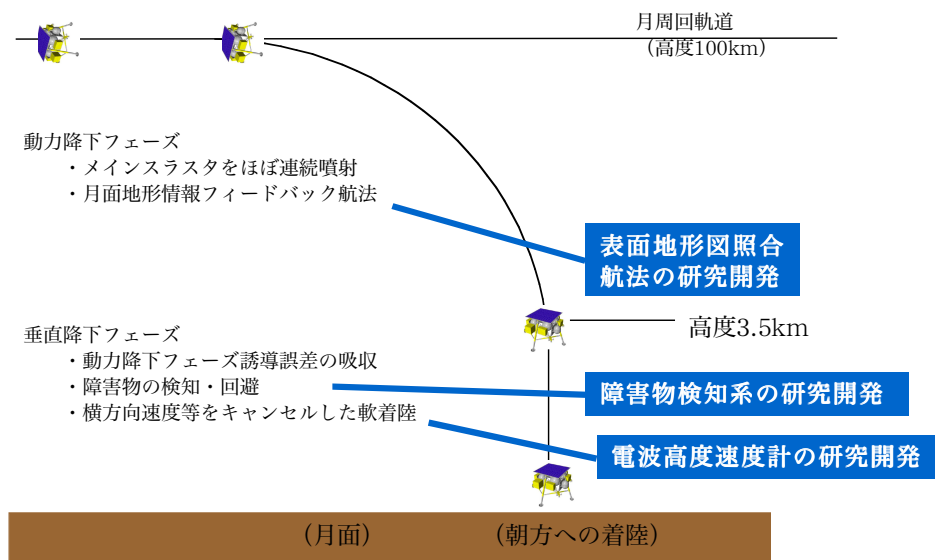 月周回軌道
（高度100km）
動力降下フェーズ
・メインスラスタをほぼ連続噴射
・月面地形情報フィードバック航法
表面地形図照合
航法の研究開発
高度3.5km
垂直降下フェーズ
・動力降下フェーズ誘導誤差の吸収
・障害物の検知・回避
・横方向速度等をキャンセルした軟着陸
障害物検知系の研究開発
電波高度速度計の研究開発
（月面）
（朝方への着陸）